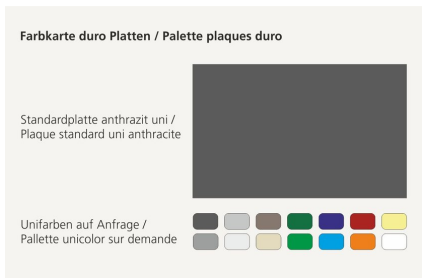 Farbkarte duro Platten / Palette plaques duro
Standardplatte anthrazit uni /
Plaque standard uni anthracite
Unifarben auf Anfrage /
Pallette unicolor sur demande